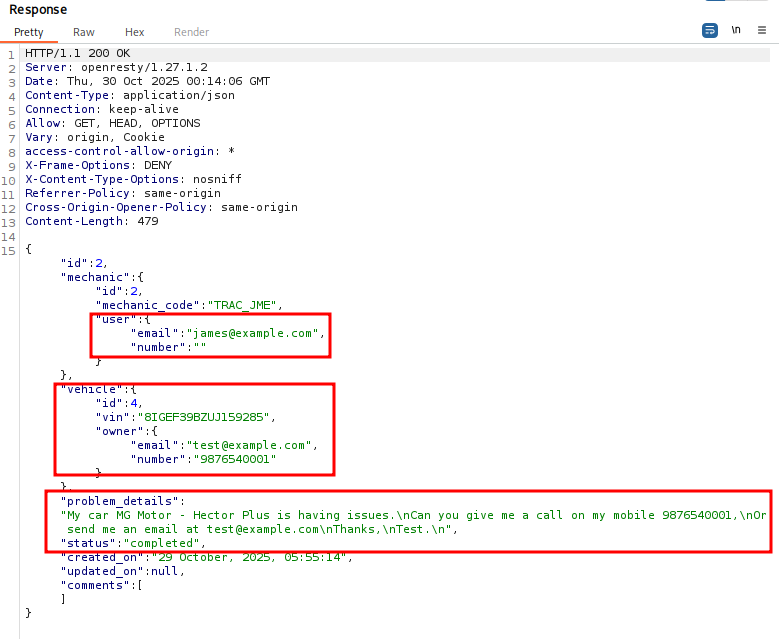 Response
Pretty Raw Hex Render \n
1 HTTP/1.1 200 OK
2 Server: openresty/1.27.1.2
3 Date: Thu, 30 Oct 2025 00:14:06 GMT
4 Content-Type: application/json
5 Connection: keep-alive
6 Allow: GET, HEAD, OPTIONS
7 Vary: origin, Cookie
8 access-control-allow-origin: *
9 X-Frame-Options: DENY
10 X-Content-Type-Options: nosniff
11 Referrer-Policy: same-origin
12 Cross-Origin-Opener-Policy: same-origin
13 Content-Length: 479
14
15 {
"id":2,
"mechanic":{
"id":2,
"mechanic_code":"TRAC_JME",
"user":{
"email":"james@example.com",
"number":""
}
},
"vehicle":{
"id":4,
"vin":"8IGEF39BZUJ159285",
"owner":{
"email":"test@example.com",
"number":"9876540001"
}
},
"problem_details":
"My car MG Motor - Hector Plus is having issues.\nCan you give me a call on my mobile 9876540001,\nOr
send me an email at test@example.com\nThanks,\nTest.\n",
"status":"completed",
"created_on":"29 October, 2025, 05:55:14",
"updated_on":null,
"comments":[
]
}